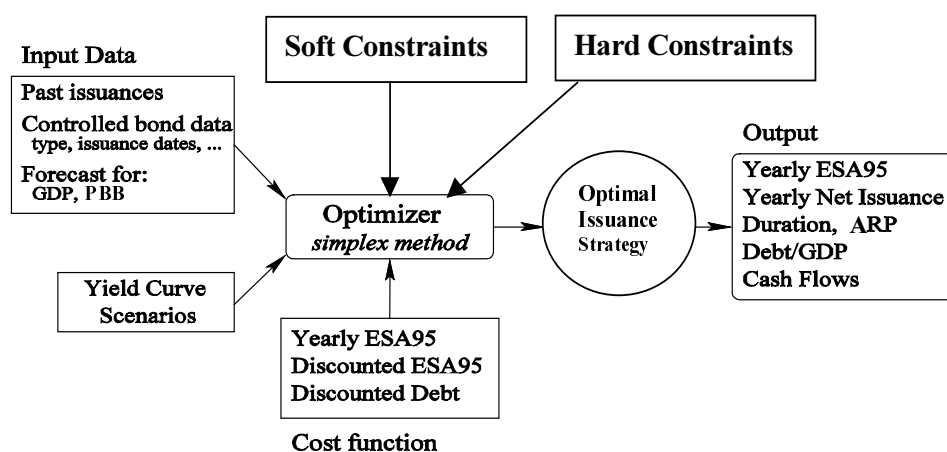 Soft Constraints
Hard Constraints
Input Data
Past issuances
Controlled bond data
type, issuance dates, ...
Forecast for:
GDP, PBB
Yield Curve
Scenarios
Optimizer
simplex method
Yearly ESA95
Discounted ESA95
Discounted Debt
Cost function
Optimal
Issuance
Strategy
Output
Yearly ESA95
Yearly Net Issuance
Duration, ARP
Debt/GDP
Cash Flows